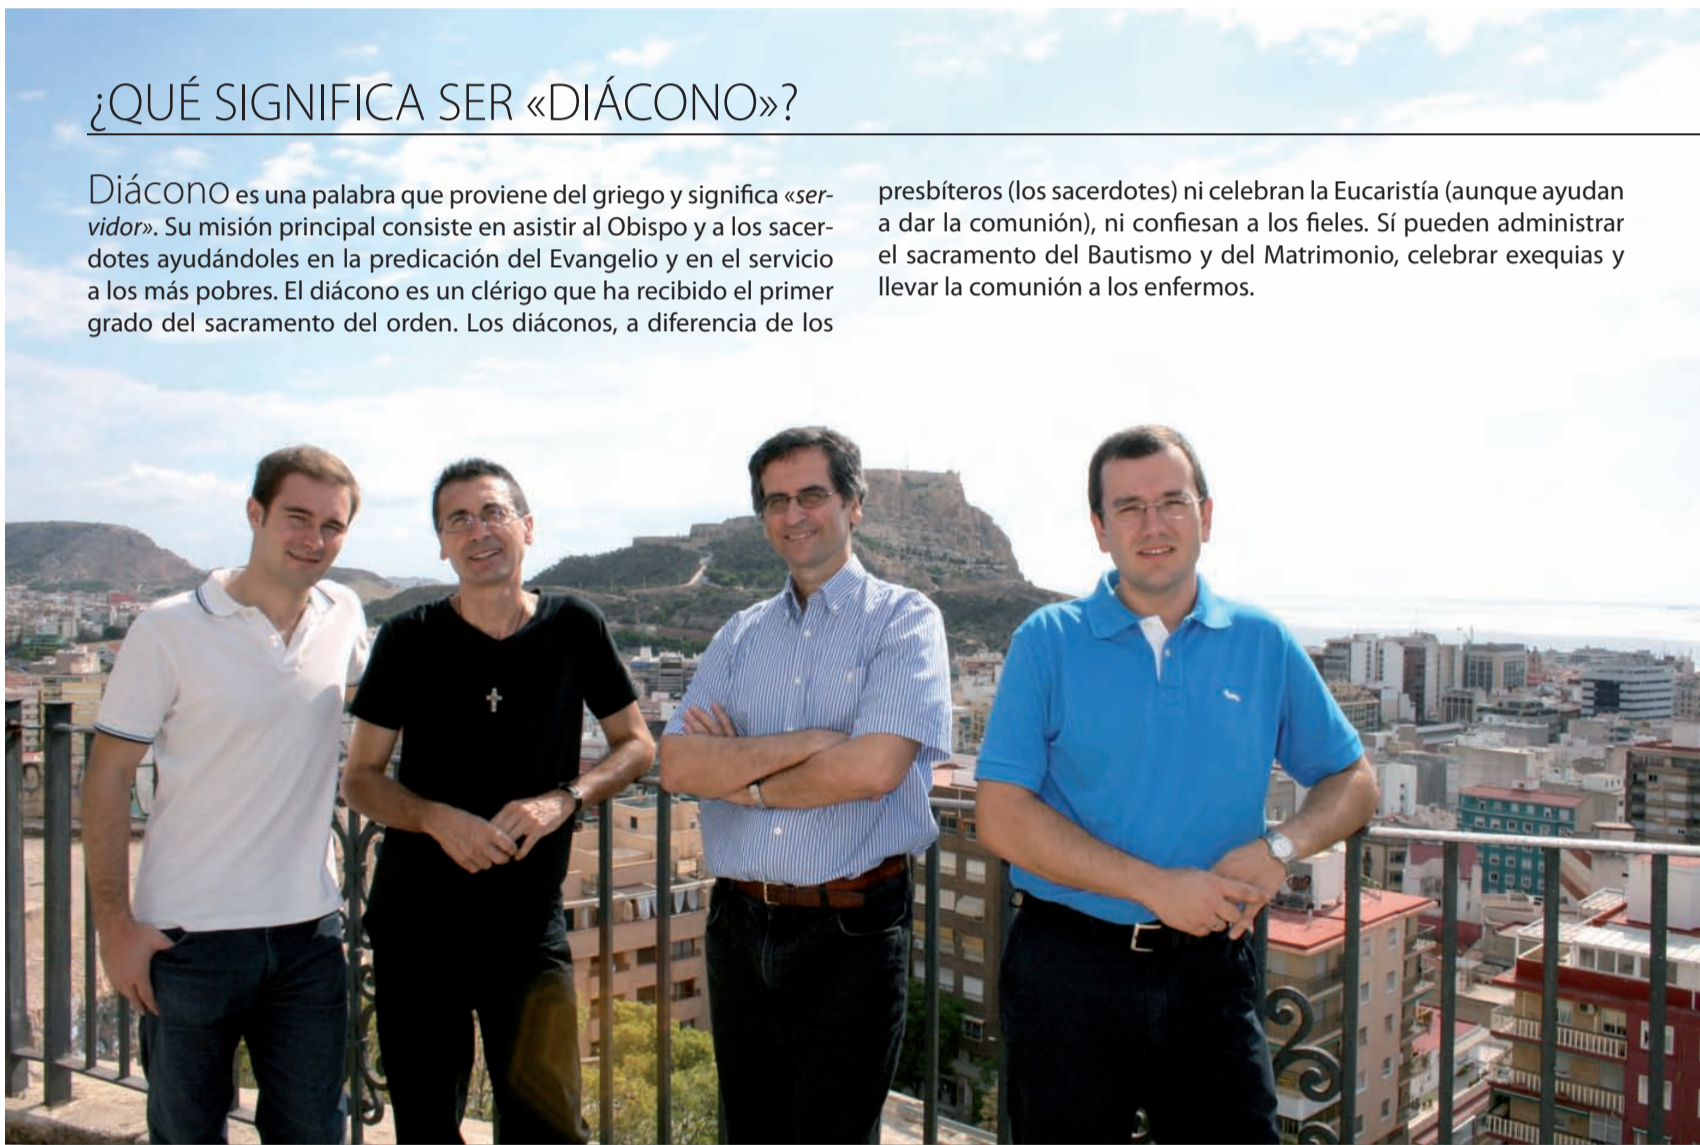 ¿QUÉ SIGNIFICA SER «DIÁCONO»?
Diácono es una palabra que proviene del griego y significa «ser-
vidor». Su misión principal consiste en asistir al Obispo y a los sacer-
dotes ayudándoles en la predicación del Evangelio y en el servicio
a los más pobres. El diácono es un clérigo que ha recibido el primer
grado del sacramento del orden. Los diáconos, a diferencia de los
presbíteros (los sacerdotes) ni celebran la Eucaristía (aunque ayudan
a dar la comunión), ni confiesan a los fieles. Sí pueden administrar
el sacramento del Bautismo y del Matrimonio, celebrar exequias y
llevar la comunión a los enfermos.